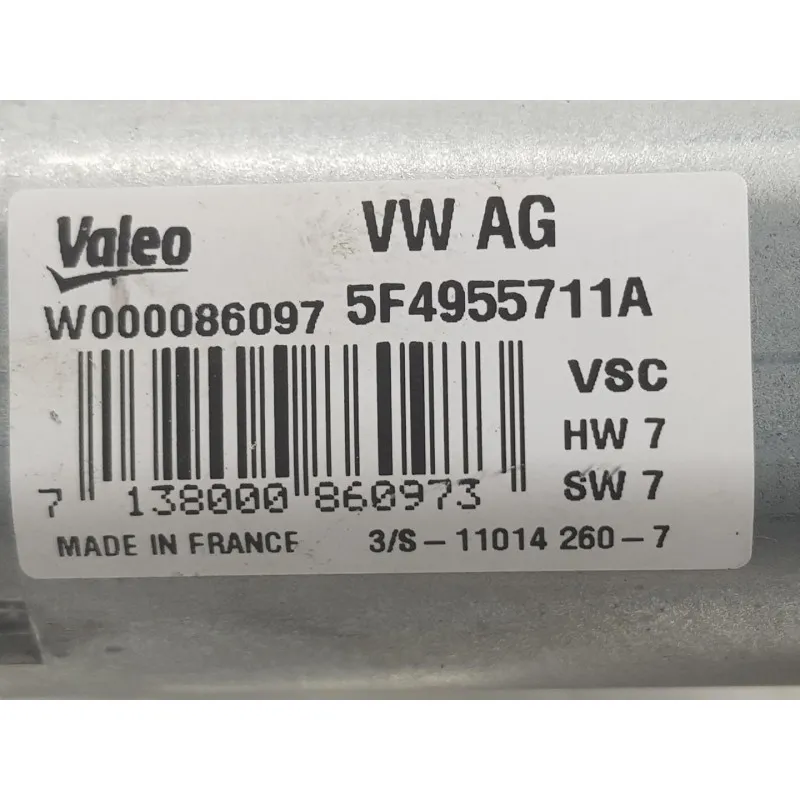 Valeo VW AG
W000086097 5F4955711A
VSC
HW 7
SW 7
7 138000 860973
MADE IN FRANCE 3/S-11014 260-7